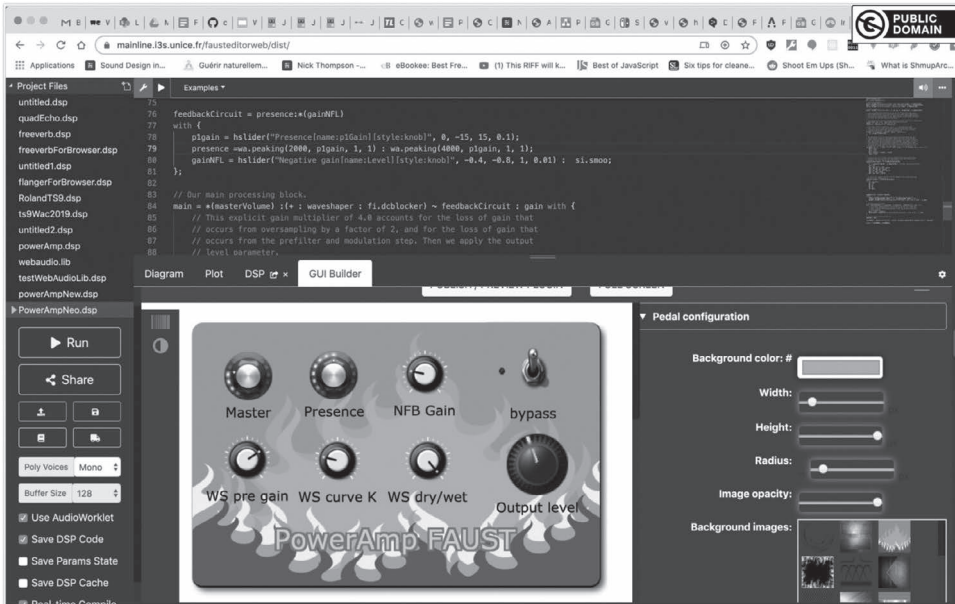 PUBLIC
DOMAIN
mainline.i3s.unice.fr/fausteditorweb/dist/
Applications
Sound Design in...
Guérir naturellem...
Nick Thompson -...
eBookee: Best Fre...
(1) This RIFF will k...
Best of JavaScript
Six tips for cleane...
Shoot Em Ups (Sh...
What is ShmupArc...
Project Files
Examples
untitled.dsp
quadEcho.dsp
freeverb.dsp
freeverbForBrowser.dsp
untitled1.dsp
flangerForBrowser.dsp
RolandTS9.dsp
ts9Wac2019.dsp
untitled2.dsp
powerAmp.dsp
webaudio.lib
testWebAudioLib.dsp
powerAmpNew.dsp
PowerAmpNeo.dsp
Run
Share
Poly Voices Mono
Buffer Size 128
Use AudioWorklet
Save DSP Code
Save Params State
Save DSP Cache
Real-time Compile
75
76 feedbackCircuit = presence:*(gainNFL)
77 with {
78 p1gain = hslider("Presence[name:p1Gain][style:knob]", 0, -15, 15, 0.1);
79 presence =wa.peaking(2000, p1gain, 1, 1) : wa.peaking(4000, p1gain, 1, 1);
80 gainNFL = hslider("Negative gain[name:Level][style:knob]", -0.4, -0.8, 1, 0.01) : si.smoo;
81 };
82
83 // Our main processing block.
84 main = *(masterVolume) :(+ : waveshaper : fi.dcblocker) ~ feedbackCircuit : gain with {
85 // This explicit gain multiplier of 4.0 accounts for the loss of gain that
86 // occurs from oversampling by a factor of 2, and for the loss of gain that
87 // occurs from the prefilter and modulation step. Then we apply the output
88 // level parameter.
Diagram
Plot
DSP
GUI Builder
Master
Presence
NFB Gain
bypass
WS pre gain
WS curve K
WS dry/wet
Output level
PowerAmp FAUST
Pedal configuration
Background color: #
Width:
Height:
Radius:
Image opacity:
Background images: